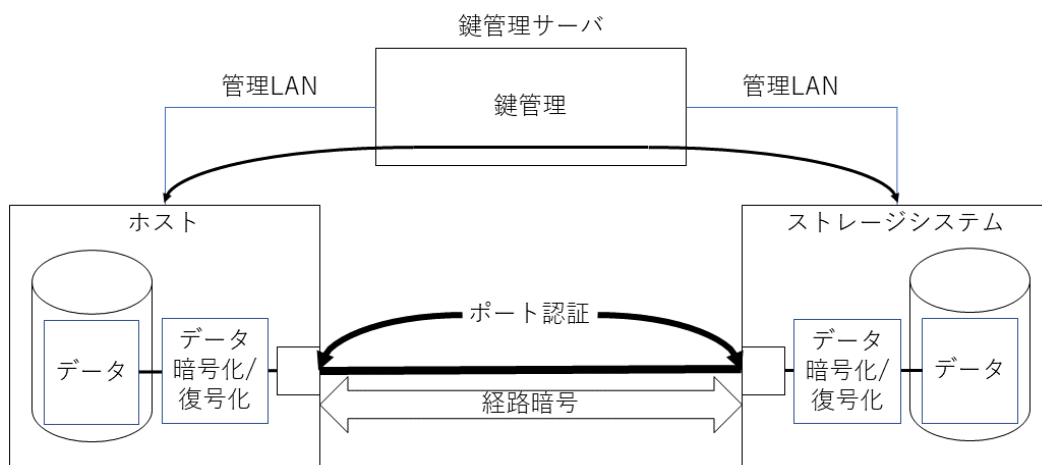 鍵管理サーバ
管理LAN
鍵管理
管理LAN
ホスト
ストレージシステム
データ
データ
暗号化/
復号化
ポート認証
経路暗号
データ
暗号化/
復号化
データ